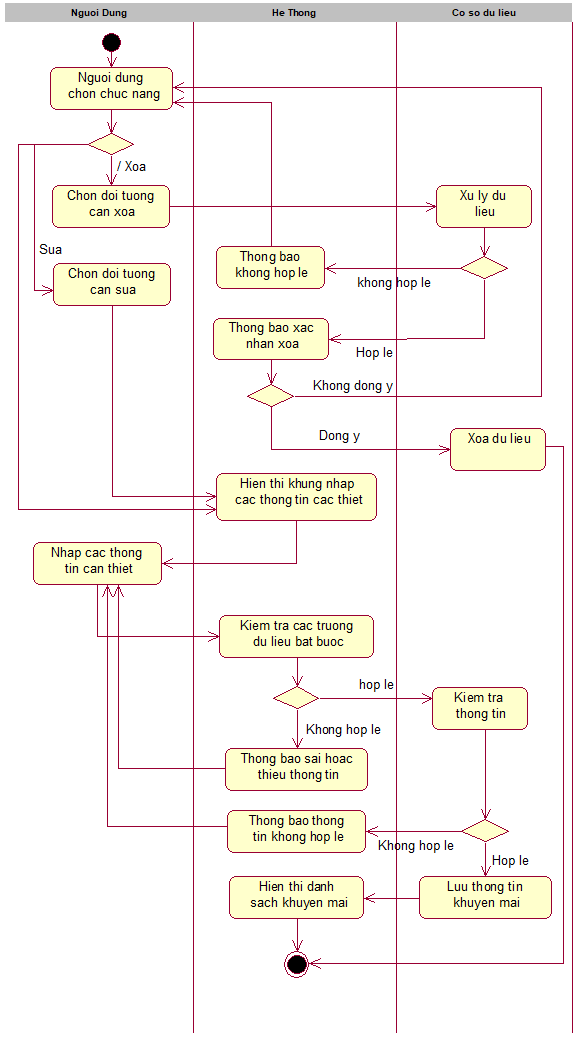 Nguoi Dung
He Thong
Co so du lieu
Nguoi dung
chon chuc nang
/ Xoa
Chon doi tuong
can xoa
Xu ly du
lieu
Sua
Chon doi tuong
can sua
Thong bao
khong hop le
khong hop le
Thong bao xac
nhan xoa
Hop le
Khong dong y
Dong y
Xoa du lieu
Hien thi khung nhap
cac thong tin cac thiet
Nhap cac thong
tin can thiet
Kiem tra cac truong
du lieu bat buoc
hop le
Kiem tra
thong tin
Khong hop le
Thong bao sai hoac
thieu thong tin
Thong bao thong
tin khong hop le
Khong hop le
Hop le
Hien thi danh
sach khuyen mai
Luu thong tin
khuyen mai